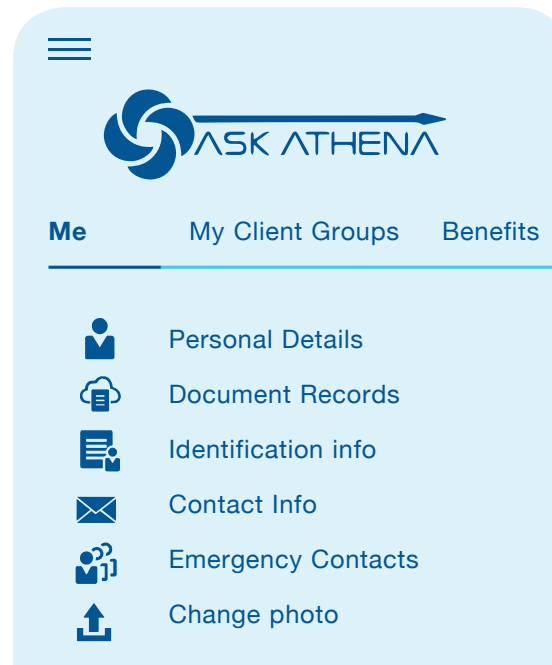 ASK ATHENA
Me My Client Groups Benefits
Personal Details
Document Records
Identification info
Contact Info
Emergency Contacts
Change photo